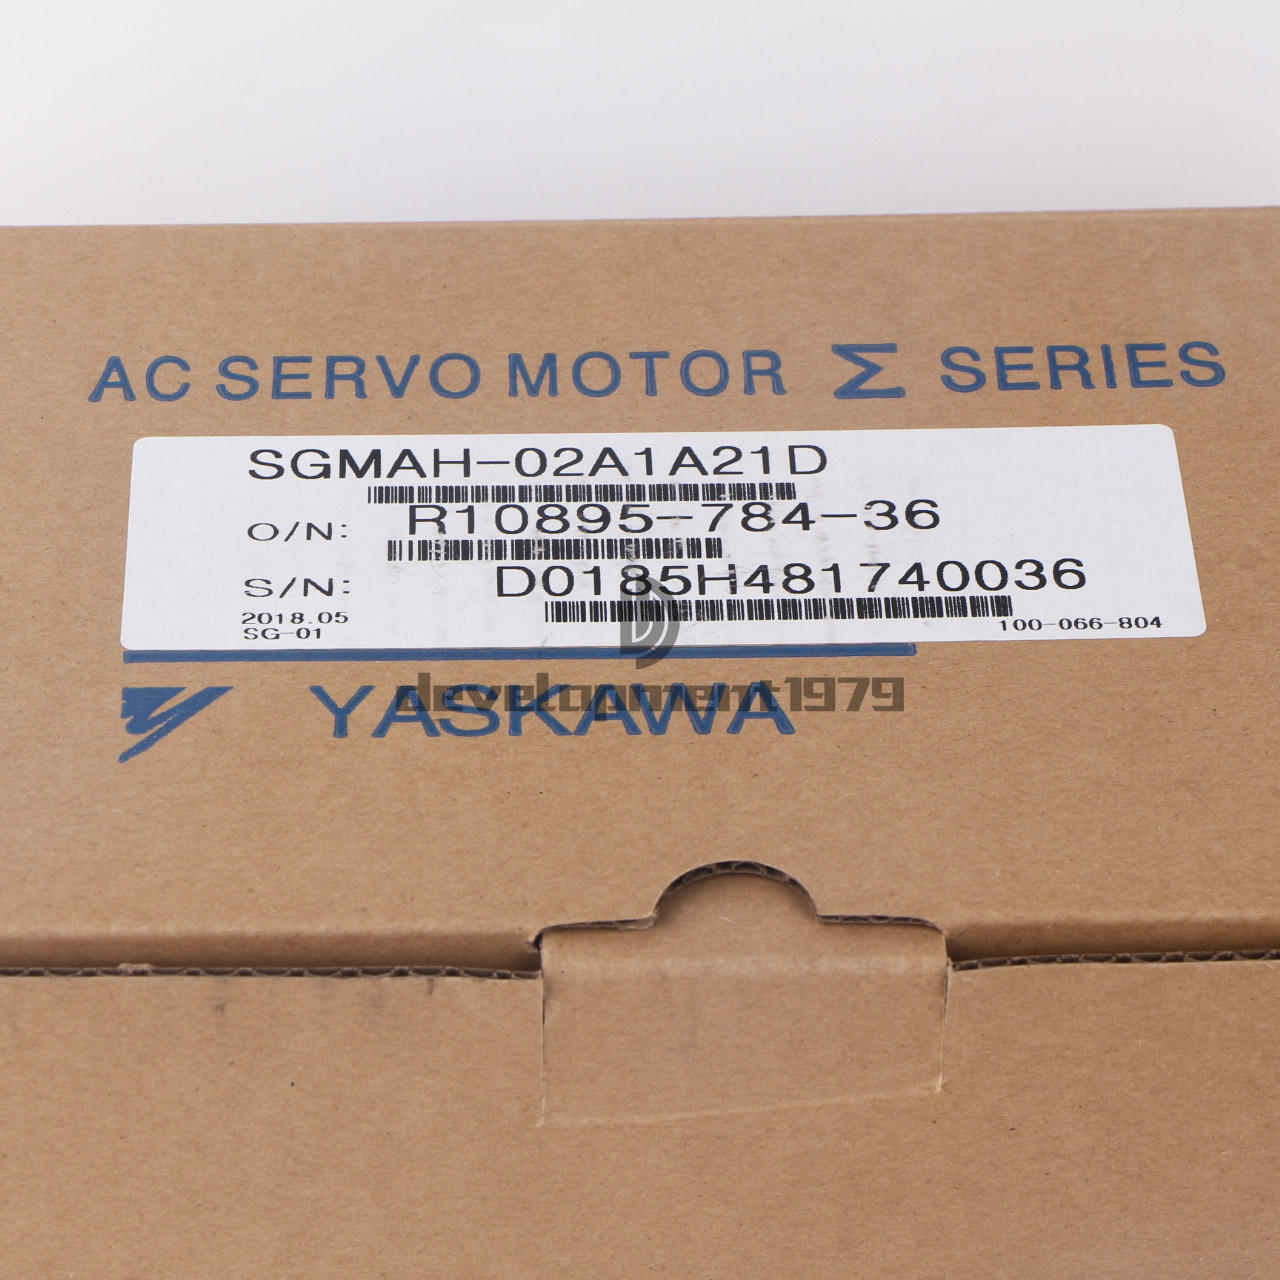 AC SERVO MOTOR Σ SERIES
SGMAH-02A1A21D
O/N: R10895-784-36
S/N: D0185H481740036
2018.05
SG-01
100-066-804
YASKAWA
development1979